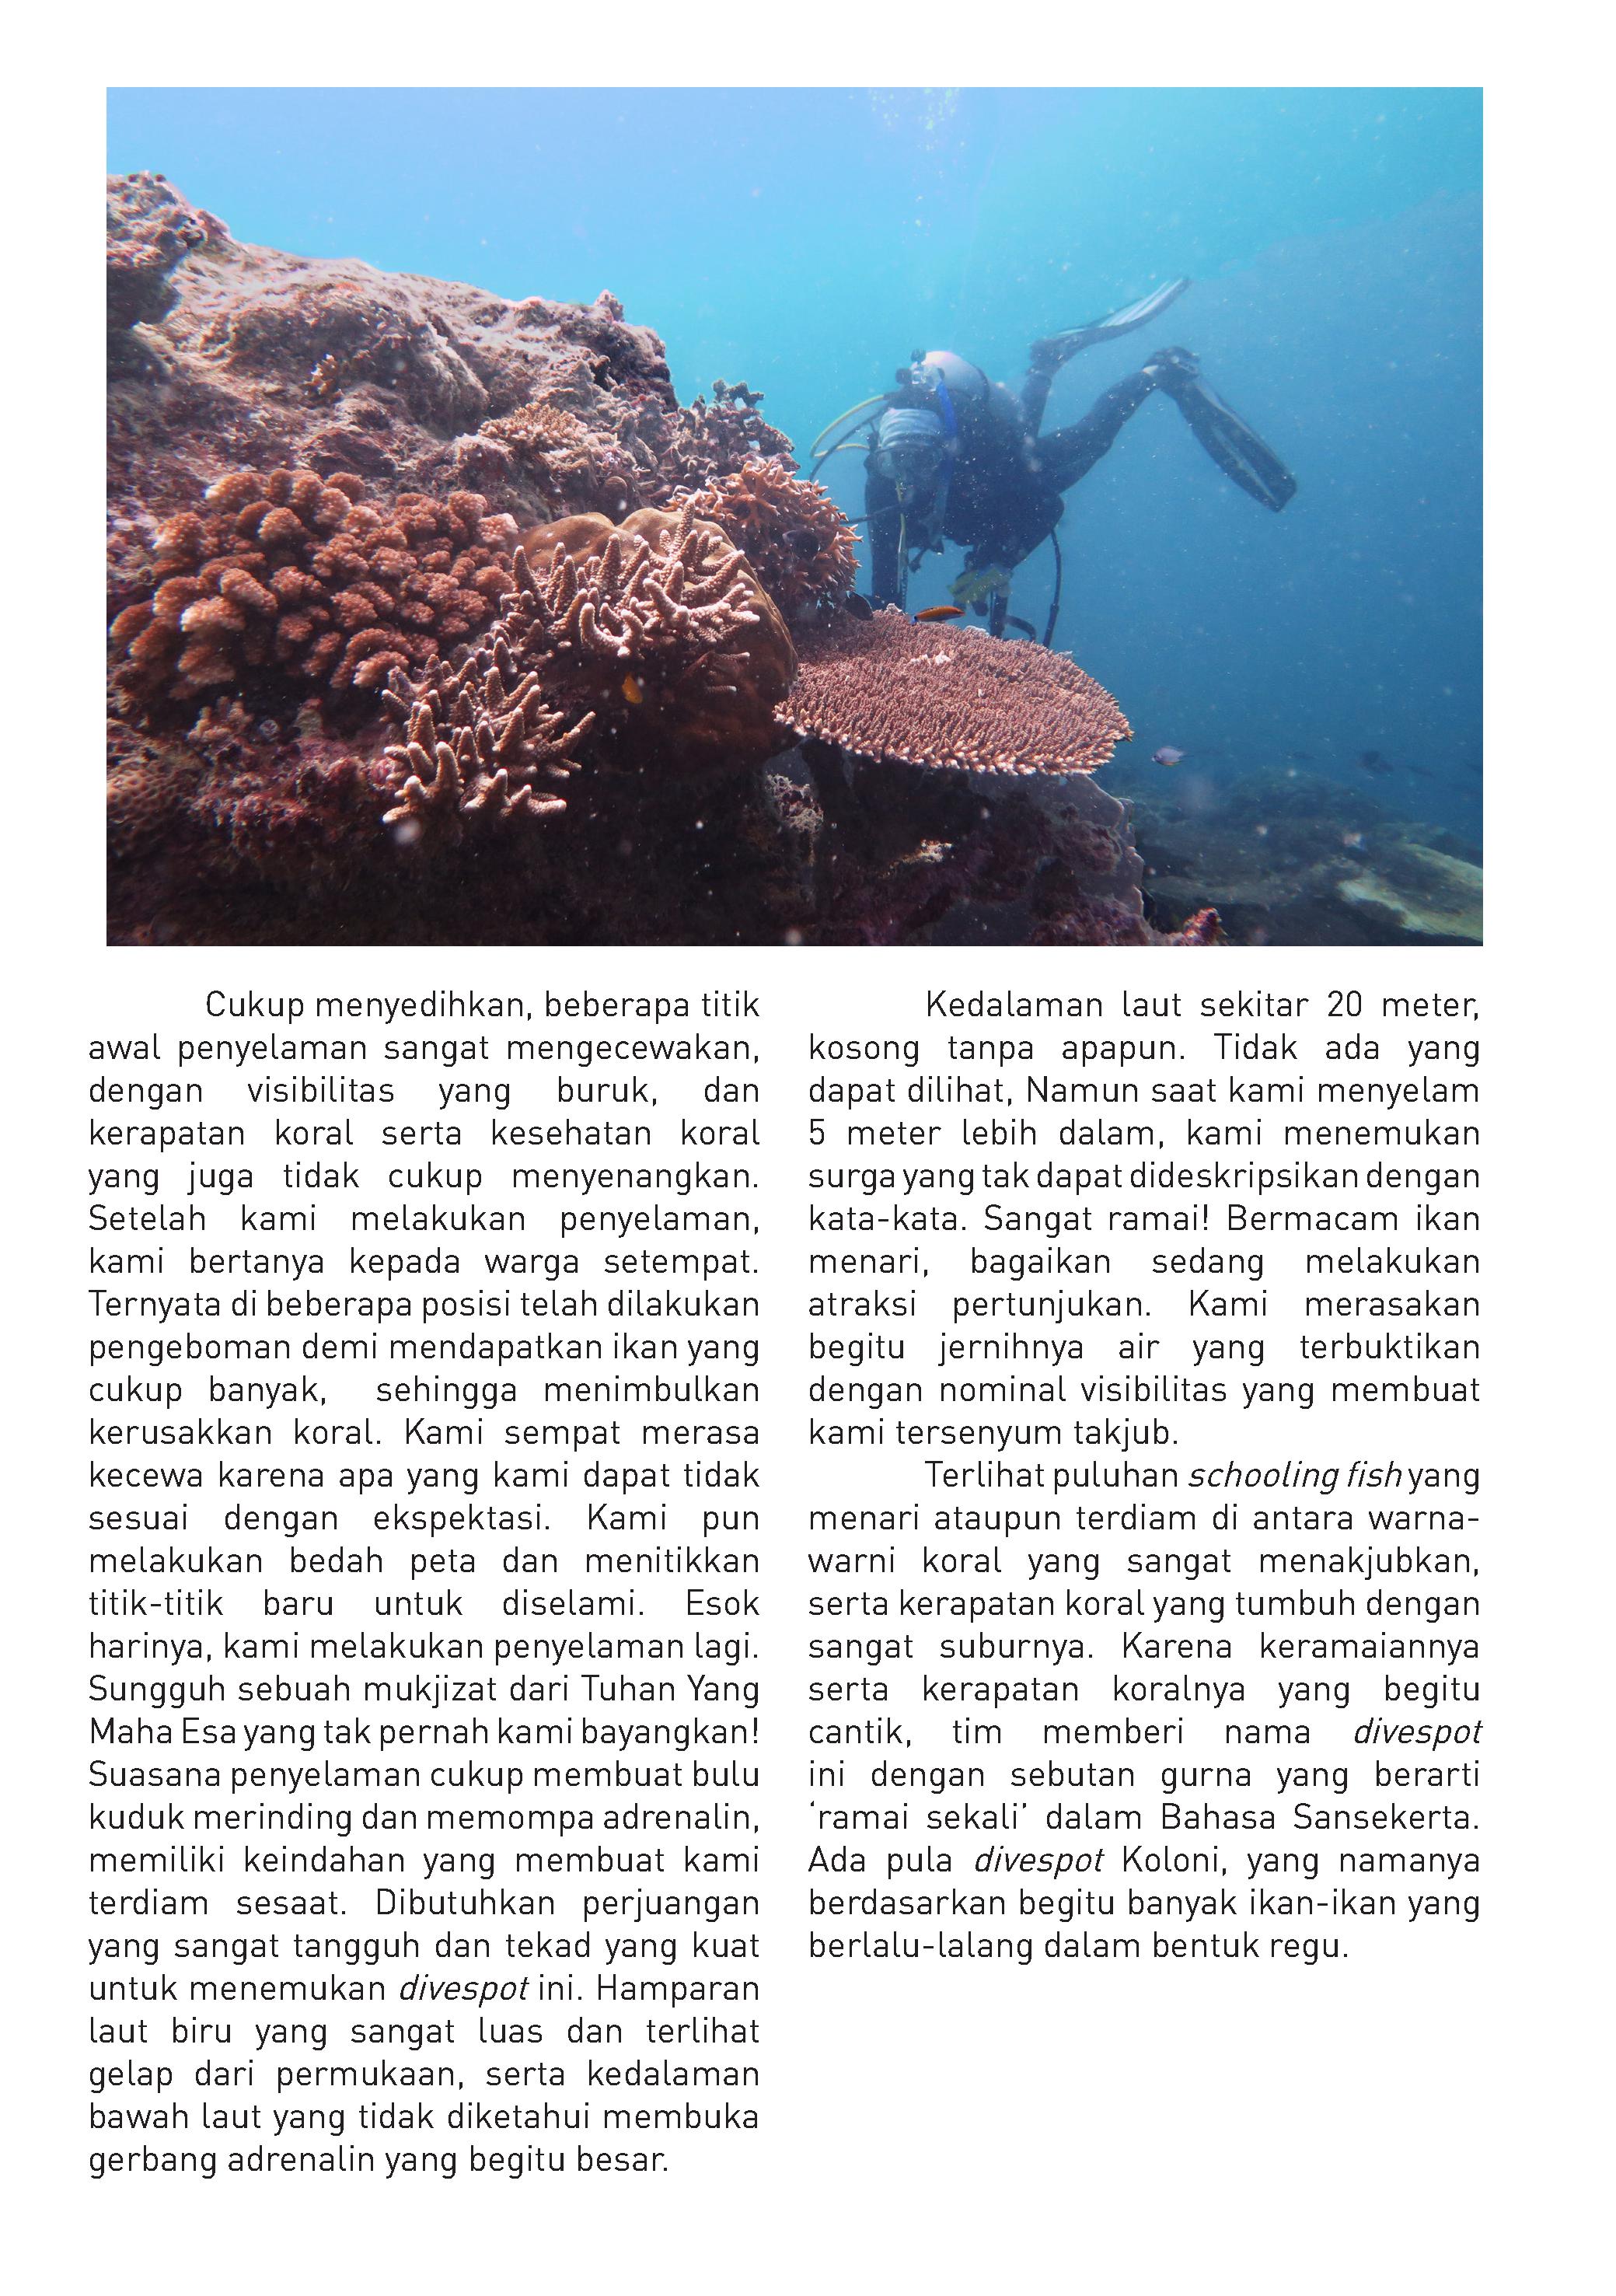 Cukup menyedihkan, beberapa titik
awal penyelaman sangat mengecewakan,
dengan visibilitas yang buruk, dan
kerapatan koral serta kesehatan koral
yang juga tidak cukup menyenangkan.
Setelah kami melakukan penyelaman,
kami bertanya kepada warga setempat.
Ternyata di beberapa posisi telah dilakukan
pengeboman demi mendapatkan ikan yang
cukup banyak, sehingga menimbulkan
kerusakkan koral. Kami sempat merasa
kecewa karena apa yang kami dapat tidak
sesuai dengan ekspektasi. Kami pun
melakukan bedah peta dan menitikkan
titik-titik baru untuk diselami. Esok
harinya, kami melakukan penyelaman lagi.
Sungguh sebuah mukjizat dari Tuhan Yang
Maha Esa yang tak pernah kami bayangkan!
Suasana penyelaman cukup membuat bulu
kuduk merinding dan memompa adrenalin,
memiliki keindahan yang membuat kami
terdiam sesaat. Dibutuhkan perjuangan
yang sangat tangguh dan tekad yang kuat
untuk menemukan divespot ini. Hamparan
laut biru yang sangat luas dan terlihat
gelap dari permukaan, serta kedalaman
bawah laut yang tidak diketahui membuka
gerbang adrenalin yang begitu besar.
Kedalaman laut sekitar 20 meter,
kosong tanpa apapun. Tidak ada yang
dapat dilihat, Namun saat kami menyelam
5 meter lebih dalam, kami menemukan
surga yang tak dapat dideskripsikan dengan
kata-kata. Sangat ramai! Bermacam ikan
menari, bagaikan sedang melakukan
atraksi pertunjukan. Kami merasakan
begitu jernihnya air yang terbuktikan
dengan nominal visibilitas yang membuat
kami tersenyum takjub.
Terlihat puluhan schooling fish yang
menari ataupun terdiam di antara warna-
warni koral yang sangat menakjubkan,
serta kerapatan koral yang tumbuh dengan
sangat suburnya. Karena keramaiannya
serta kerapatan koralnya yang begitu
cantik, tim memberi nama divespot
ini dengan sebutan gurna yang berarti
‘ramai sekali’ dalam Bahasa Sansekerta.
Ada pula divespot Koloni, yang namanya
berdasarkan begitu banyak ikan-ikan yang
berlalu-lalang dalam bentuk regu.